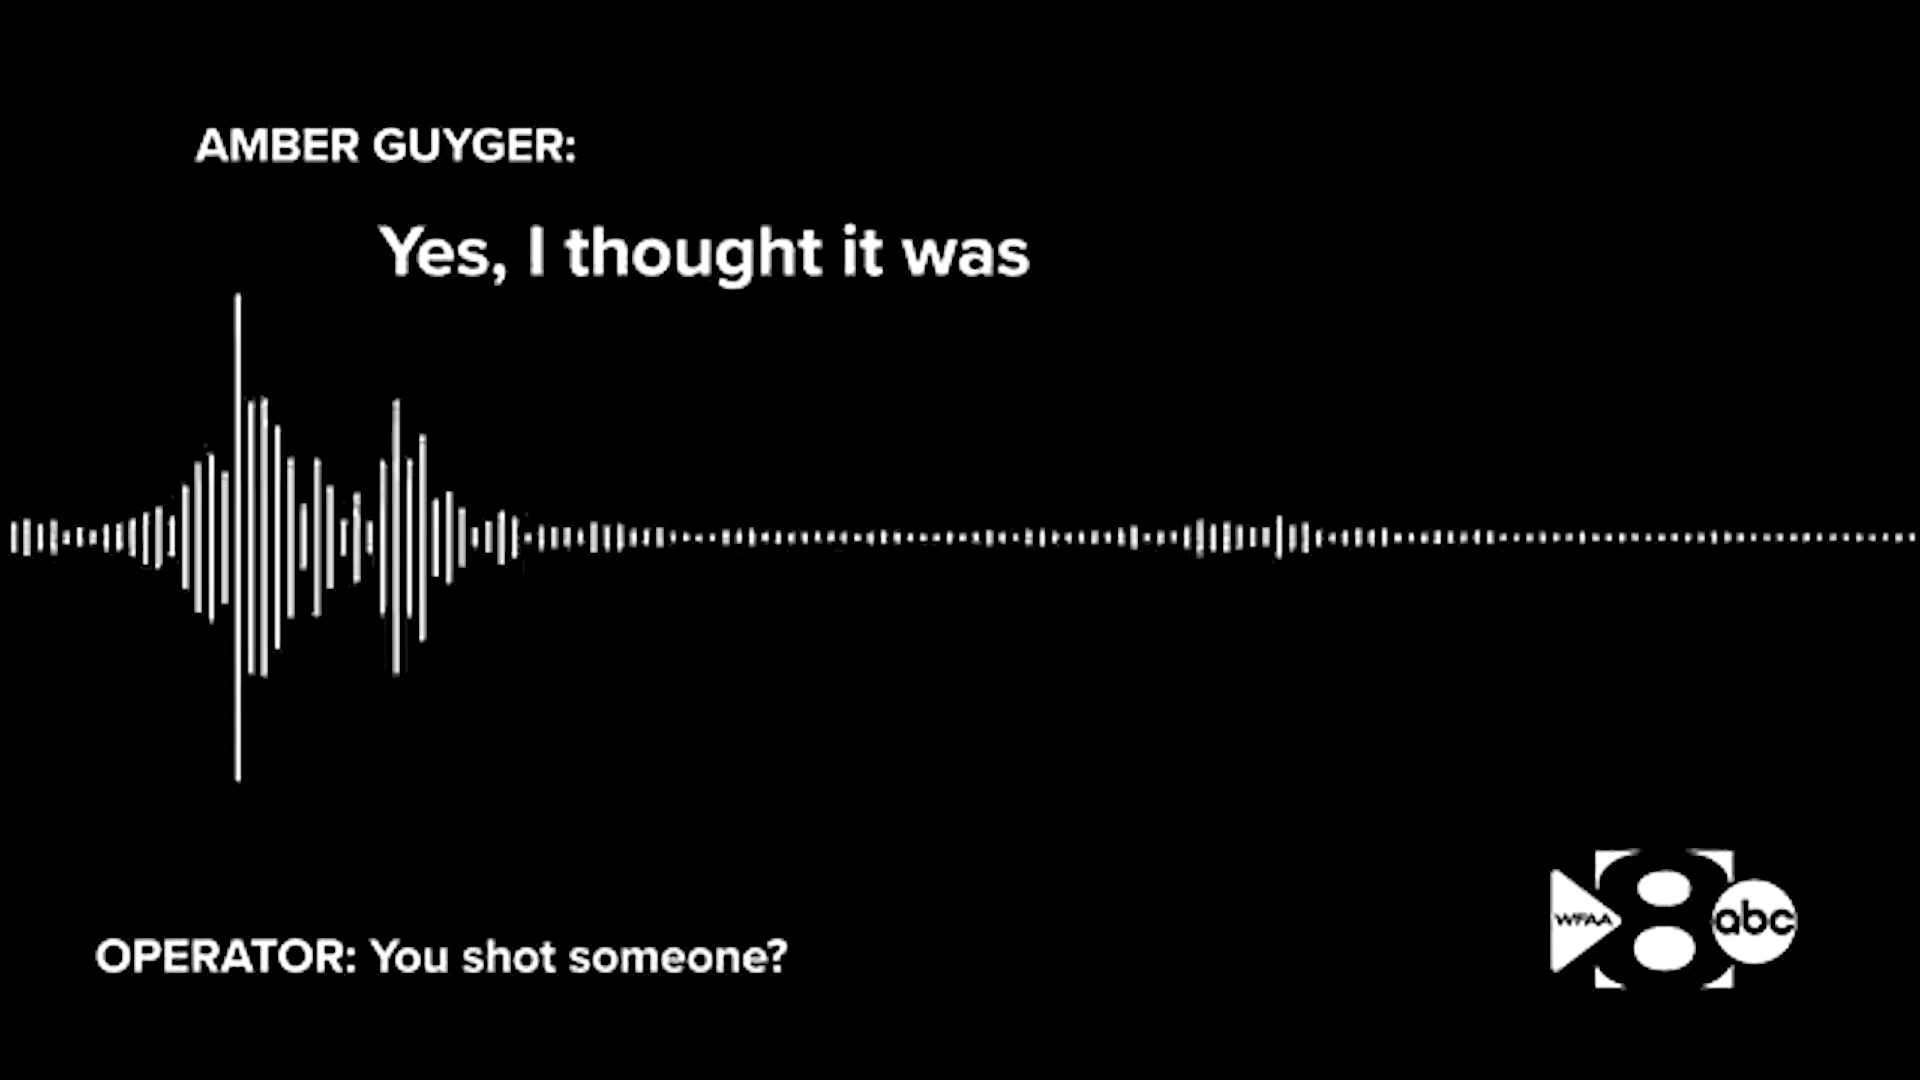 AMBER GUYGER:
Yes, I thought it was
OPERATOR: You shot someone?
WFAA 8 abc